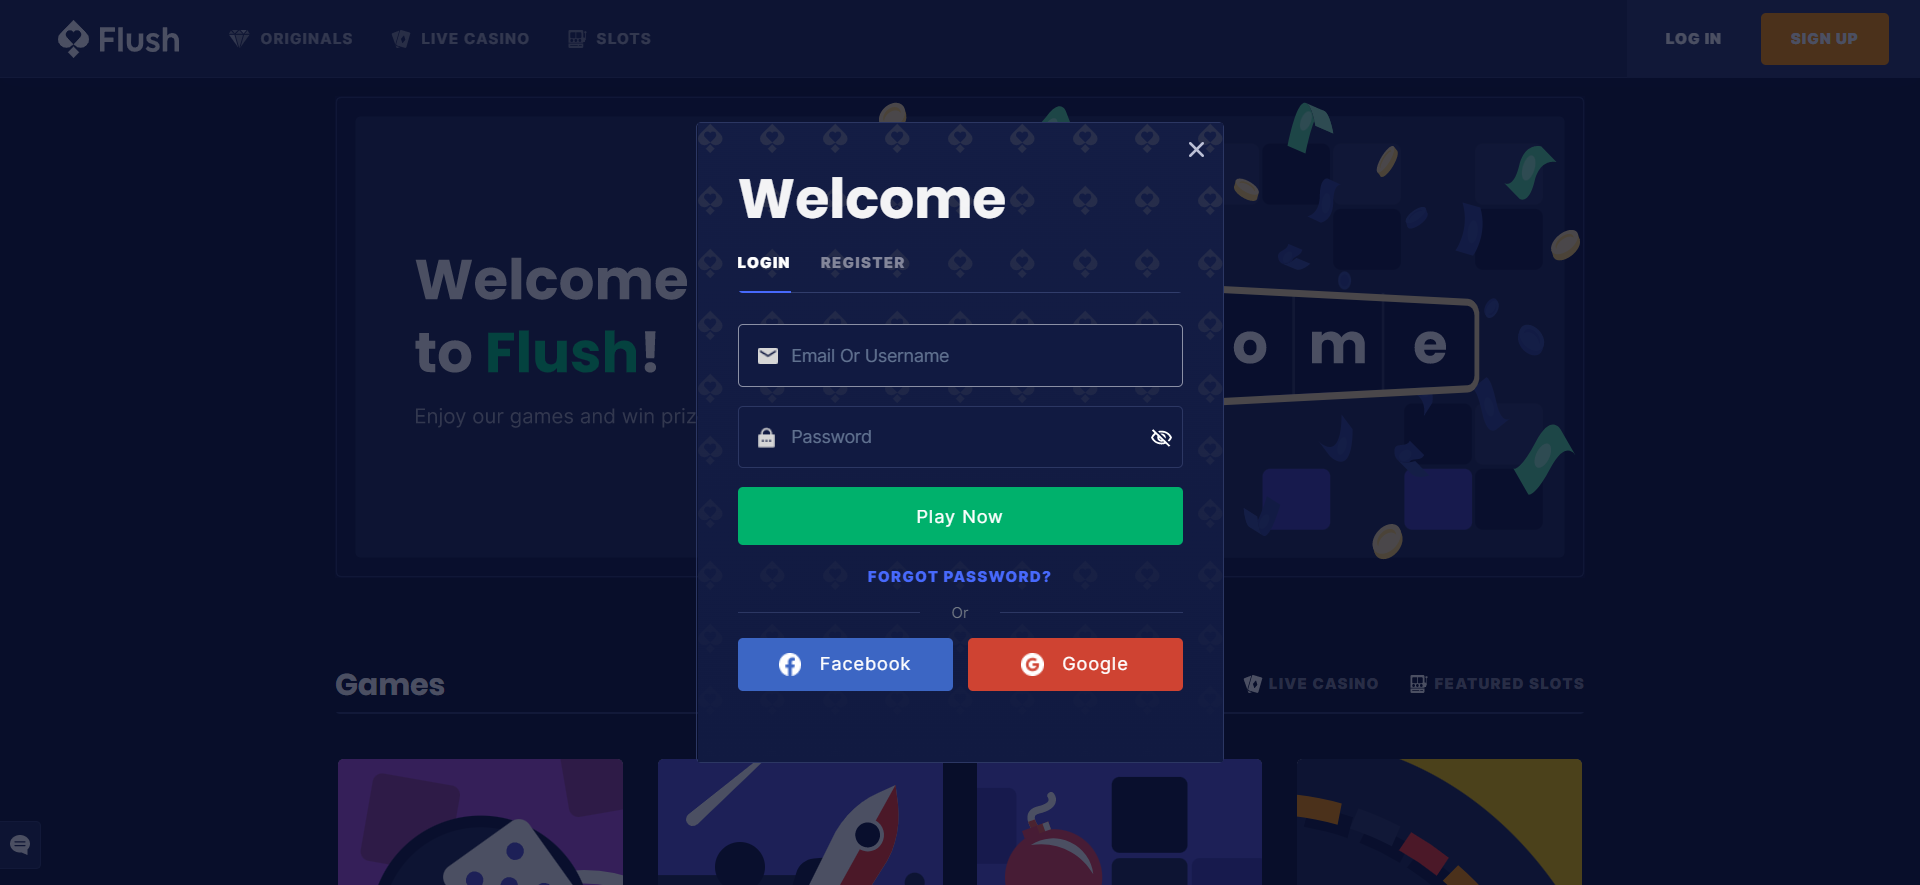 Flush
ORIGINALS
LIVE CASINO
SLOTS
LOG IN
SIGN UP
Welcome
to Flush!
Enjoy our games and win priz
o m e
Welcome
LOGIN
REGISTER
Email Or Username
Password
Play Now
FORGOT PASSWORD?
Or
Facebook
Google
Games
LIVE CASINO
FEATURED SLOTS